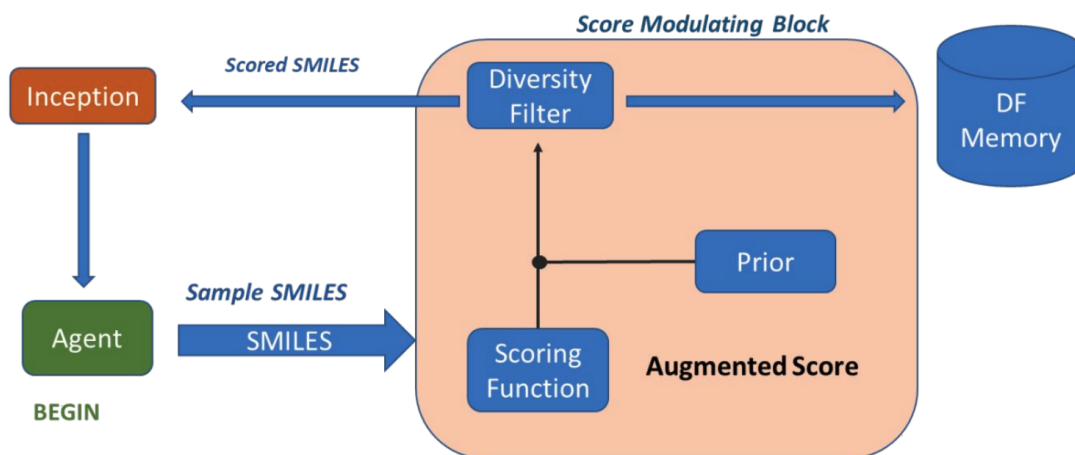 Score Modulating Block
Scored SMILES
Inception
Diversity
Filter
DF
Memory
Prior
Sample SMILES
Agent
SMILES
Scoring
Function
Augmented Score
BEGIN